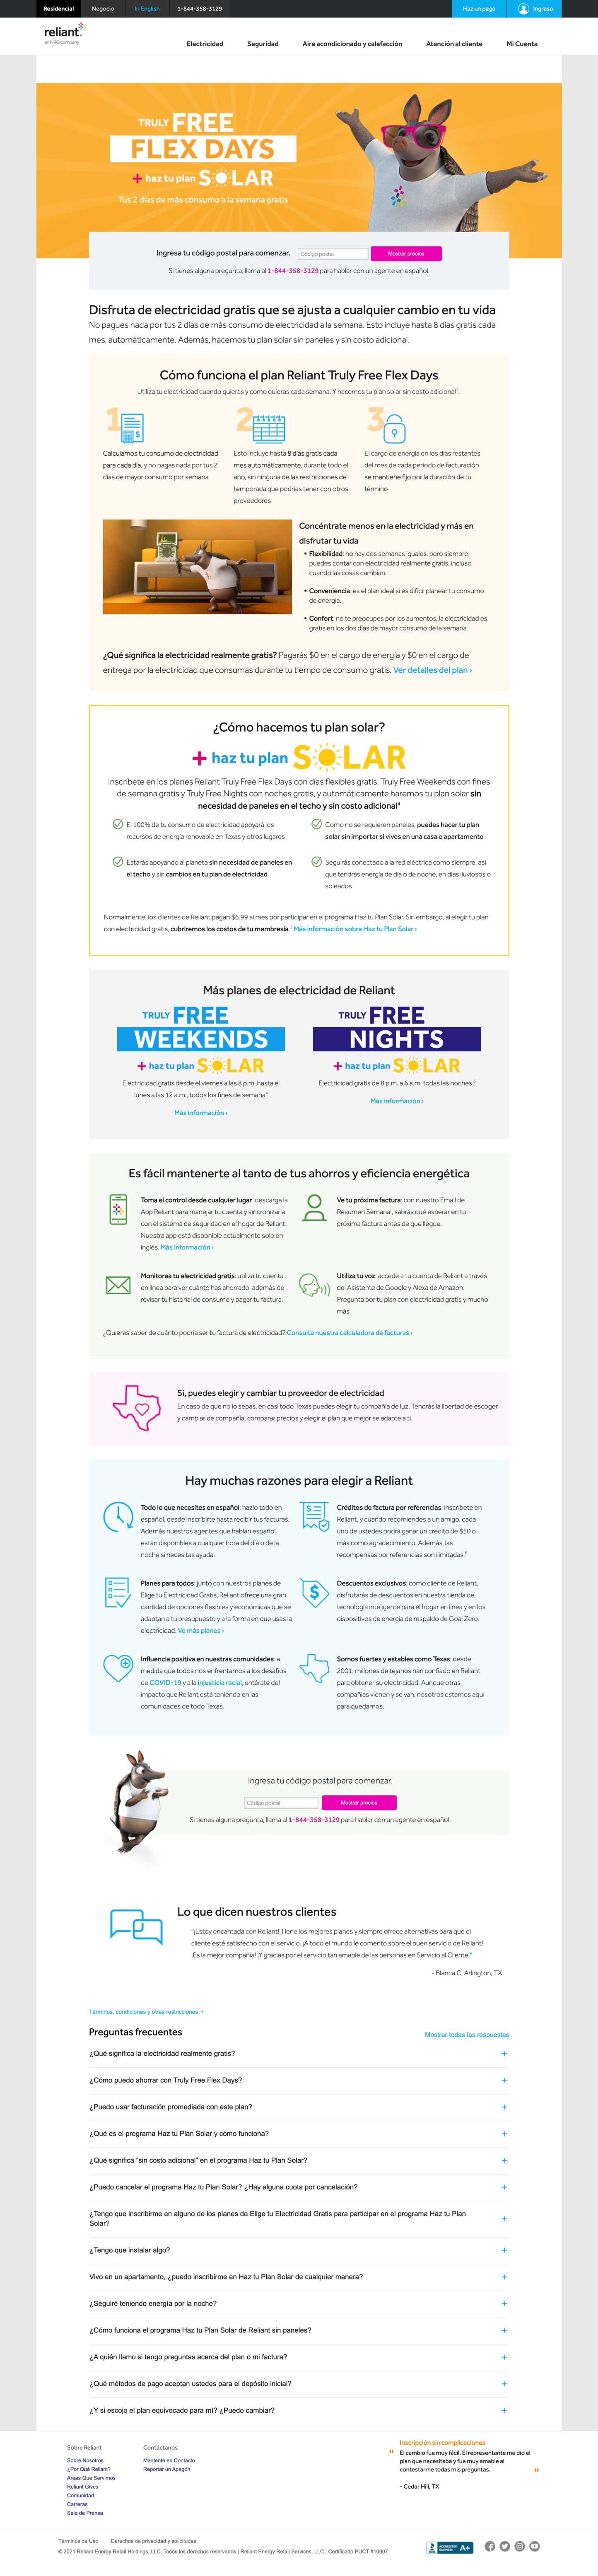 Residencial Negocio In English 1-844-358-3129 Haz un pago Ingreso
reliant
an NRG company
Electricidad Seguridad Aire acondicionado y calefacción Atención al cliente Mi Cuenta
TRULY FREE
FLEX DAYS
+ haz tu plan SOLAR
Tus 2 días de más consumo a la semana gratis
Ingresa tu código postal para comenzar. Código postal Mostrar precios
Si tienes alguna pregunta, llama al 1-844-358-3129 para hablar con un agente en español.
Disfruta de electricidad gratis que se ajusta a cualquier cambio en tu vida
No pagues nada por tus 2 días de más consumo de electricidad a la semana. Esto incluye hasta 8 días gratis cada
mes, automáticamente. Además, hacemos tu plan solar sin paneles y sin costo adicional.
Cómo funciona el plan Reliant Truly Free Flex Days
Utiliza tu electricidad cuando quieras y como quieras cada semana. Y hacemos tu plan solar sin costo adicional¹.
1
Calculamos tu consumo de electricidad
para cada día, y no pagas nada por tus 2
días de mayor consumo por semana
2
Esto incluye hasta 8 días gratis cada
mes automáticamente, durante todo el
año, sin ninguna de las restricciones de
temporada que podrías tener con otros
proveedores
3
El cargo de energía en los días restantes
del mes de cada período de facturación
se mantiene fijo por la duración de tu
término
Concéntrate menos en la electricidad y más en
disfrutar tu vida
• Flexibilidad: no hay dos semanas iguales, pero siempre
puedes contar con electricidad realmente gratis, incluso
cuando las cosas cambian.
• Conveniencia: es el plan ideal si es difícil planear tu consumo
de energía.
• Confort: no te preocupes por los aumentos, la electricidad es
gratis en los dos días de mayor consumo de la semana.
¿Qué significa la electricidad realmente gratis? Pagarás $0 en el cargo de energía y $0 en el cargo de
entrega por la electricidad que consumas durante tu tiempo de consumo gratis. Ver detalles del plan ›
¿Cómo hacemos tu plan solar?
+ haz tu plan SOLAR
Inscríbete en los planes Reliant Truly Free Flex Days con días flexibles gratis, Truly Free Weekends con fines
de semana gratis y Truly Free Nights con noches gratis, y automáticamente haremos tu plan solar sin
necesidad de paneles en el techo y sin costo adicional⁴
El 100% de tu consumo de electricidad apoyará los
recursos de energía renovable en Texas y otros lugares
Como no se requieren paneles, puedes hacer tu plan
solar sin importar si vives en una casa o apartamento
Estarás apoyando al planeta sin necesidad de paneles en
el techo y sin cambios en tu plan de electricidad
Seguirás conectado a la red eléctrica como siempre, así
que tendrás energía de día o de noche, en días lluviosos o
soleados
Normalmente, los clientes de Reliant pagan $6.99 al mes por participar en el programa Haz tu Plan Solar. Sin embargo, al elegir tu plan
con electricidad gratis, cubriremos los costos de tu membresía. Más información sobre Haz tu Plan Solar ›
Más planes de electricidad de Reliant
TRULY FREE
WEEKENDS
+ haz tu plan SOLAR
Electricidad gratis desde el viernes a las 8 p.m. hasta el
lunes a las 12 a.m., todos los fines de semana
Más información ›
TRULY FREE
NIGHTS
+ haz tu plan SOLAR
Electricidad gratis de 8 p.m. a 6 a.m. todas las noches.
Más información ›
Es fácil mantenerte al tanto de tus ahorros y eficiencia energética
Toma el control desde cualquier lugar: descarga la
App Reliant para manejar tu cuenta y sincronizarla
con el sistema de seguridad en el hogar de Reliant.
Nuestra app está disponible actualmente solo en
inglés. Más información ›
Ve tu próxima factura: con nuestro Email de
Resumen Semanal, sabrás qué esperar en tu
próxima factura antes de que llegue.
Monitorea tu electricidad gratis: utiliza tu cuenta
en línea para ver cuánto has ahorrado, además de
revisar tu historial de consumo y pagar tu factura.
Utiliza tu voz: accede a tu cuenta de Reliant a través
del Asistente de Google y Alexa de Amazon.
Pregunta por tu plan con electricidad gratis y mucho
más.
¿Quieres saber de cuánto podría ser tu factura de electricidad? Consulta nuestra calculadora de facturas ›
Sí, puedes elegir y cambiar tu proveedor de electricidad
En caso de que no lo sepas, en casi todo Texas puedes elegir tu compañía de luz. Tendrás la libertad de escoger
y cambiar de compañía, comparar precios y elegir el plan que mejor se adapte a ti.
Hay muchas razones para elegir a Reliant
Todo lo que necesites en español: hazlo todo en
español, desde inscribirte hasta recibir tus facturas.
Además nuestros agentes que hablan español
están disponibles a cualquier hora del día o de la
noche si necesitas ayuda.
Créditos de factura por referencias: inscríbete en
Reliant, y cuando recomiendes a un amigo, cada
uno de ustedes podrá ganar un crédito de $50 o
más como agradecimiento. Además, las
recompensas por referencias son ilimitadas.⁶
Planes para todos: junto con nuestros planes de
Elige tu Electricidad Gratis, Reliant ofrece una gran
cantidad de opciones flexibles y económicas que se
adaptan a tu presupuesto y a la forma en que usas la
electricidad. Ve más planes ›
Descuentos exclusivos: como cliente de Reliant,
disfrutarás de descuentos en nuestra tienda de
tecnología inteligente para el hogar en línea y en los
dispositivos de energía de respaldo de Goal Zero.
Influencia positiva en nuestras comunidades: a
medida que todos nos enfrentamos a los desafíos
de COVID-19 y a la injusticia racial, entérate del
impacto que Reliant está teniendo en las
comunidades de todo Texas.
Somos fuertes y estables como Texas: desde
2001, millones de tejanos han confiado en Reliant
para obtener su electricidad. Aunque otras
compañías vienen y se van, nosotros estamos aquí
para quedarnos.
Ingresa tu código postal para comenzar.
Código postal Mostrar precios
Si tienes alguna pregunta, llama al 1-844-358-3129 para hablar con un agente en español.
Lo que dicen nuestros clientes
"¡Estoy encantada con Reliant! Tiene los mejores planes y siempre ofrece alternativas para que el
cliente esté satisfecho con el servicio. ¡A todo el mundo le comento sobre el buen servicio de Reliant!
¡Es la mejor compañía! ¡Y gracias por el servicio tan amable de las personas en Servicio al Cliente!"
- Blanca C, Arlington, TX
Términos, condiciones y otras restricciones +
Preguntas frecuentes Mostrar todas las respuestas
¿Qué significa la electricidad realmente gratis? +
¿Cómo puedo ahorrar con Truly Free Flex Days? +
¿Puedo usar facturación promediada con este plan? +
¿Qué es el programa Haz tu Plan Solar y cómo funciona? +
¿Qué significa "sin costo adicional" en el programa Haz tu Plan Solar? +
¿Puedo cancelar el programa Haz tu Plan Solar? ¿Hay alguna cuota por cancelación? +
¿Tengo que inscribirme en alguno de los planes de Elige tu Electricidad Gratis para participar en el programa Haz tu Plan
Solar? +
¿Tengo que instalar algo? +
Vivo en un apartamento, ¿puedo inscribirme en Haz tu Plan Solar de cualquier manera? +
¿Seguiré teniendo energía por la noche? +
¿Cómo funciona el programa Haz tu Plan Solar de Reliant sin paneles? +
¿A quién llamo si tengo preguntas acerca del plan o mi factura? +
¿Qué métodos de pago aceptan ustedes para el depósito inicial? +
¿Y si escojo el plan equivocado para mí? ¿Puedo cambiar? +
Sobre Reliant
Sobre Nosotros
¿Por Qué Reliant?
Areas Que Servimos
Reliant Gives
Comunidad
Carreras
Sala de Prensa
Contáctanos
Mantente en Contacto
Reportar un Apagón
Inscripción sin complicaciones
" El cambio fue muy fácil. El representante me dio el
plan que necesitaba y fue muy amable al
contestarme todas mis preguntas. "
- Cedar Hill, TX
Términos de Uso Derechos de privacidad y solicitudes
© 2021 Reliant Energy Retail Holdings, LLC. Todos los derechos reservados | Reliant Energy Retail Services, LLC | Certificado PUCT #10007
ACCREDITED BUSINESS A+